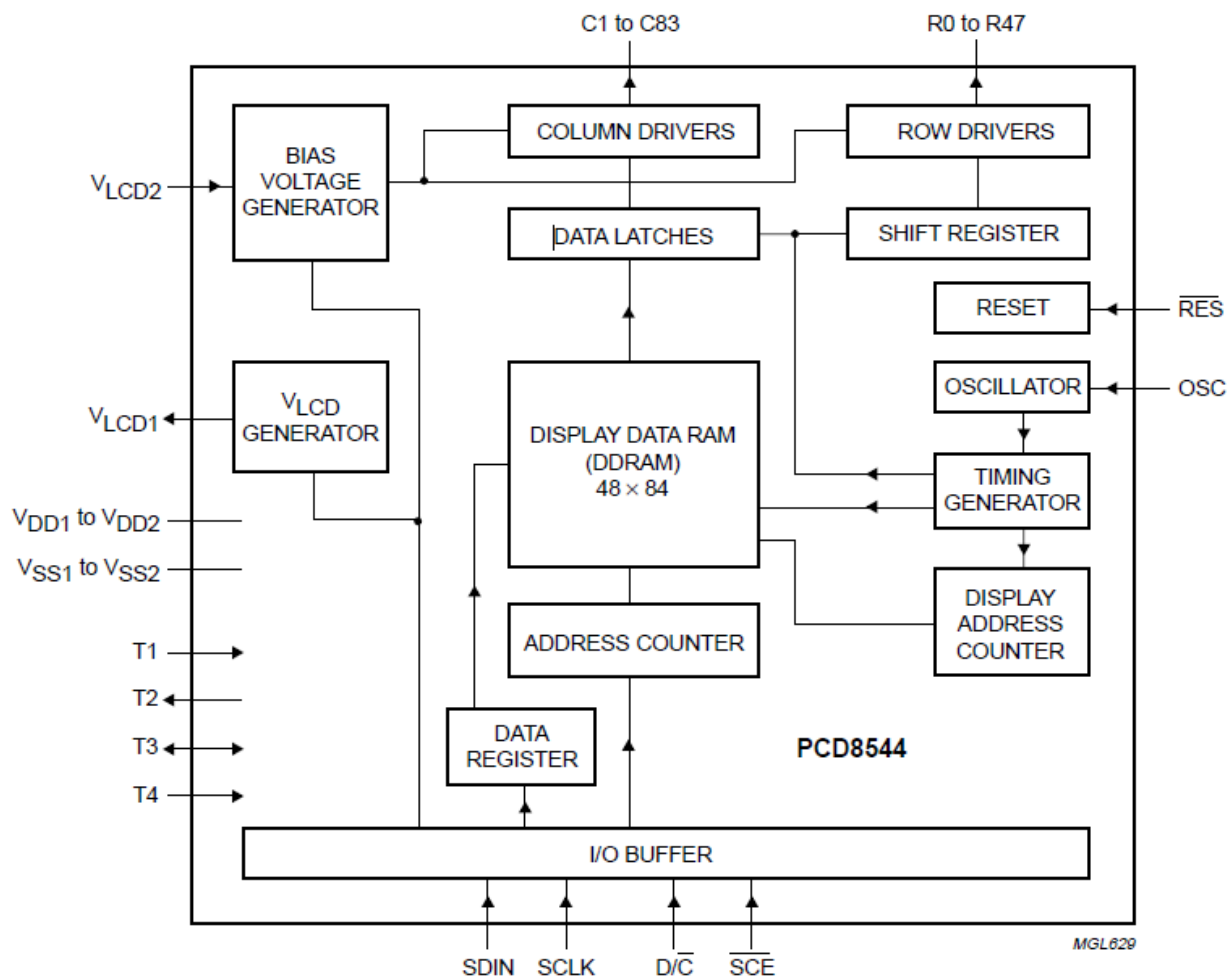 C1 to C83
R0 to R47
COLUMN DRIVERS
ROW DRIVERS
BIAS
VOLTAGE
GENERATOR
VLCD2
DATA LATCHES
SHIFT REGISTER
RESET
R̅E̅S̅
OSCILLATOR
OSC
VLCD
GENERATOR
VLCD1
DISPLAY DATA RAM
(DDRAM)
48 × 84
TIMING
GENERATOR
VDD1 to VDD2
VSS1 to VSS2
DISPLAY
ADDRESS
COUNTER
ADDRESS COUNTER
T1
T2
T3
T4
DATA
REGISTER
PCD8544
I/O BUFFER
SDIN
SCLK
D/C̅
S̅C̅E̅
MGL629